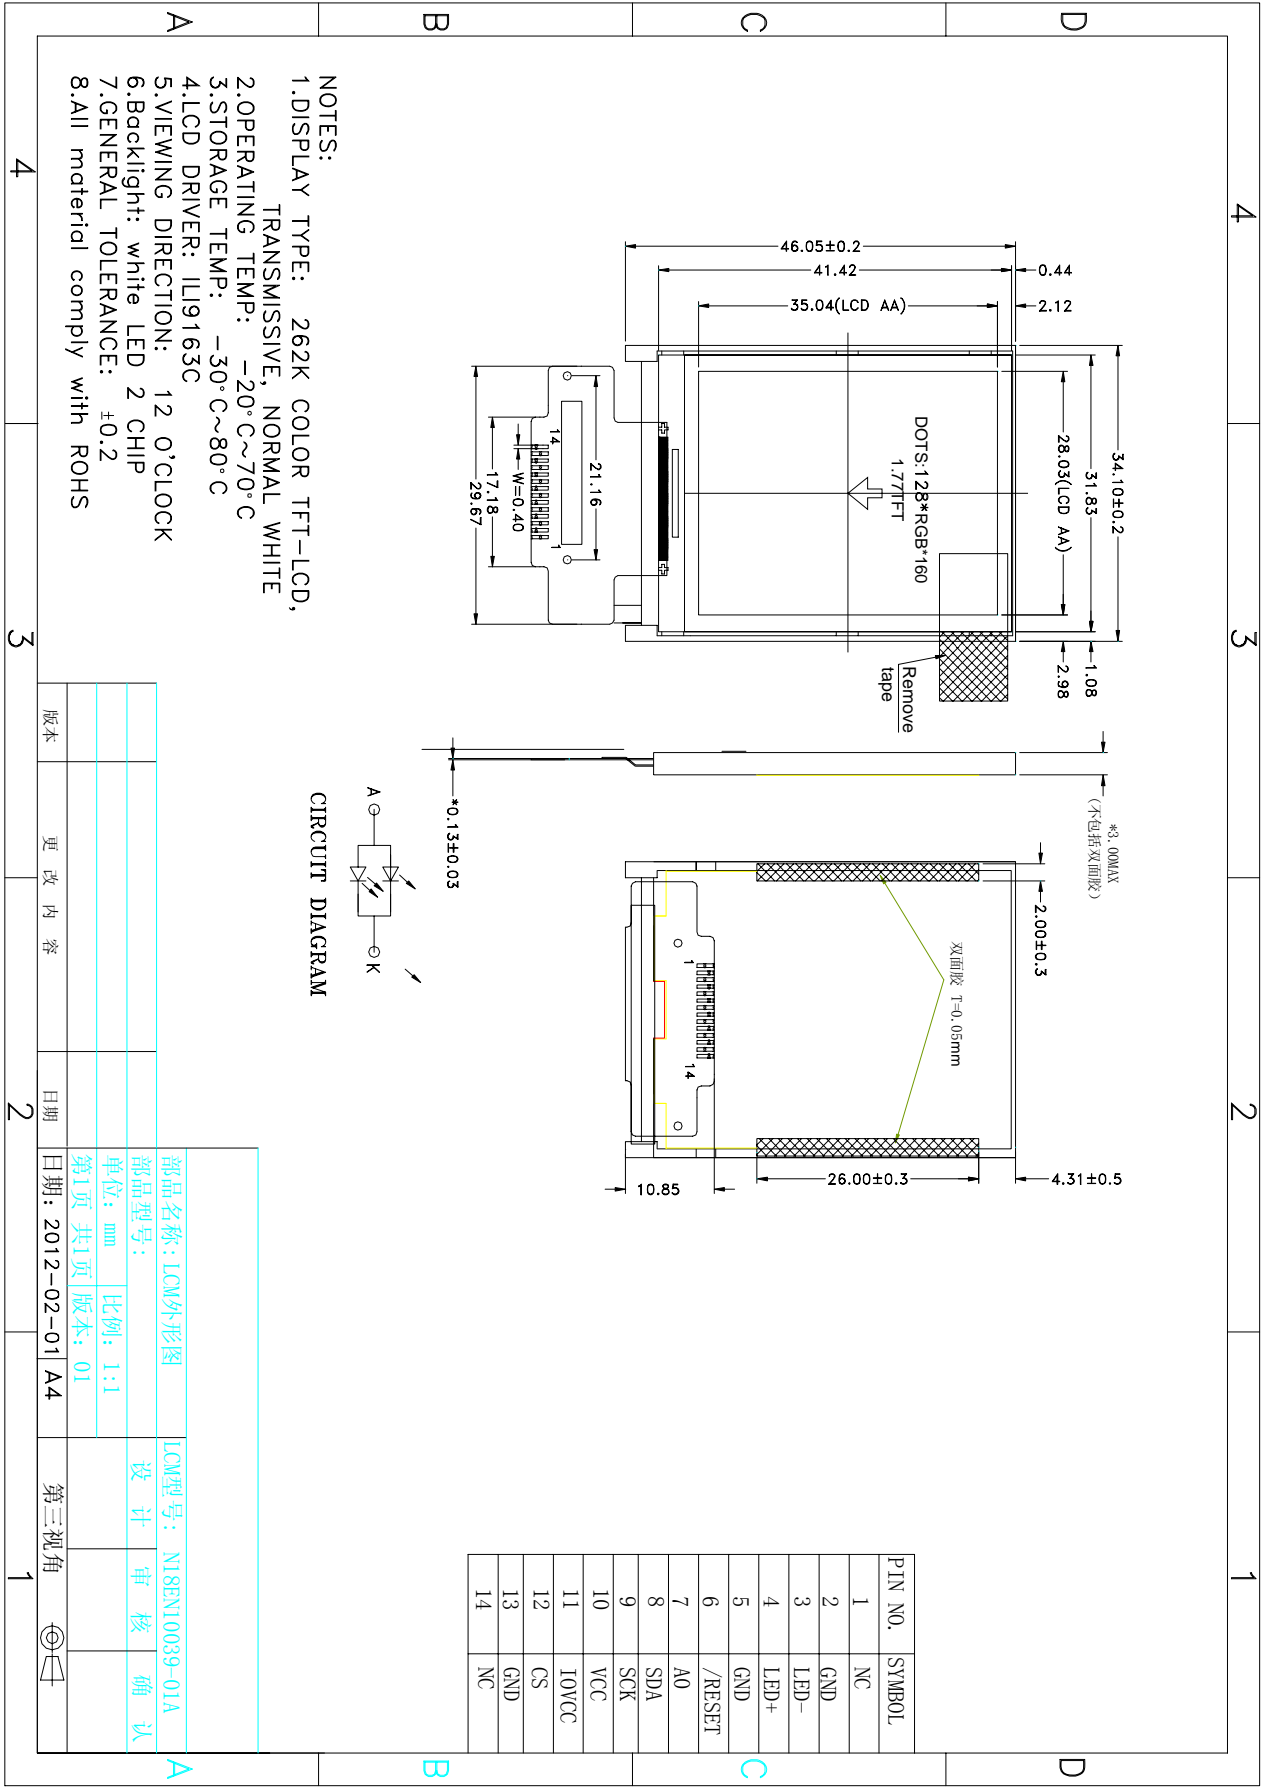 D
C
B
A
4
3
2
1
4
3
2
1
D
C
B
A
46.05±0.2
41.42
0.44
35.04(LCD AA)
2.12
34.10±0.2
31.83
28.03(LCD AA)
1.08
2.98
DOTS:128*RGB*160
1.77TFT
Remove
tape
14
1
21.16
W=0.40
17.18
29.67
*3.00MAX
(不包括双面胶)
*0.13±0.03
2.00±0.3
双面胶 T=0.05mm
1
14
10.85
26.00±0.3
4.31±0.5
A
K
CIRCUIT DIAGRAM
PIN NO. SYMBOL
1 NC
2 GND
3 LED-
4 LED+
5 GND
6 /RESET
7 A0
8 SDA
9 SCK
10 VCC
11 IOVCC
12 CS
13 GND
14 NC
NOTES:
1.DISPLAY TYPE: 262K COLOR TFT-LCD,
TRANSMISSIVE, NORMAL WHITE
2.OPERATING TEMP: -20°C~70°C
3.STORAGE TEMP: -30°C~80°C
4.LCD DRIVER: ILI9163C
5.VIEWING DIRECTION: 12 O'CLOCK
6.Backlight: white LED 2 CHIP
7.GENERAL TOLERANCE: ±0.2
8.All material comply with ROHS
版本 更 改 内 容 日期
部品名称: LCM外形图 LCM型号: N18EN10039-01A
部品型号: 设 计 审 核 确 认
单位: mm 比例: 1:1
第1页 共1页 版本: 01
日期: 2012-02-01 A4 第三视角